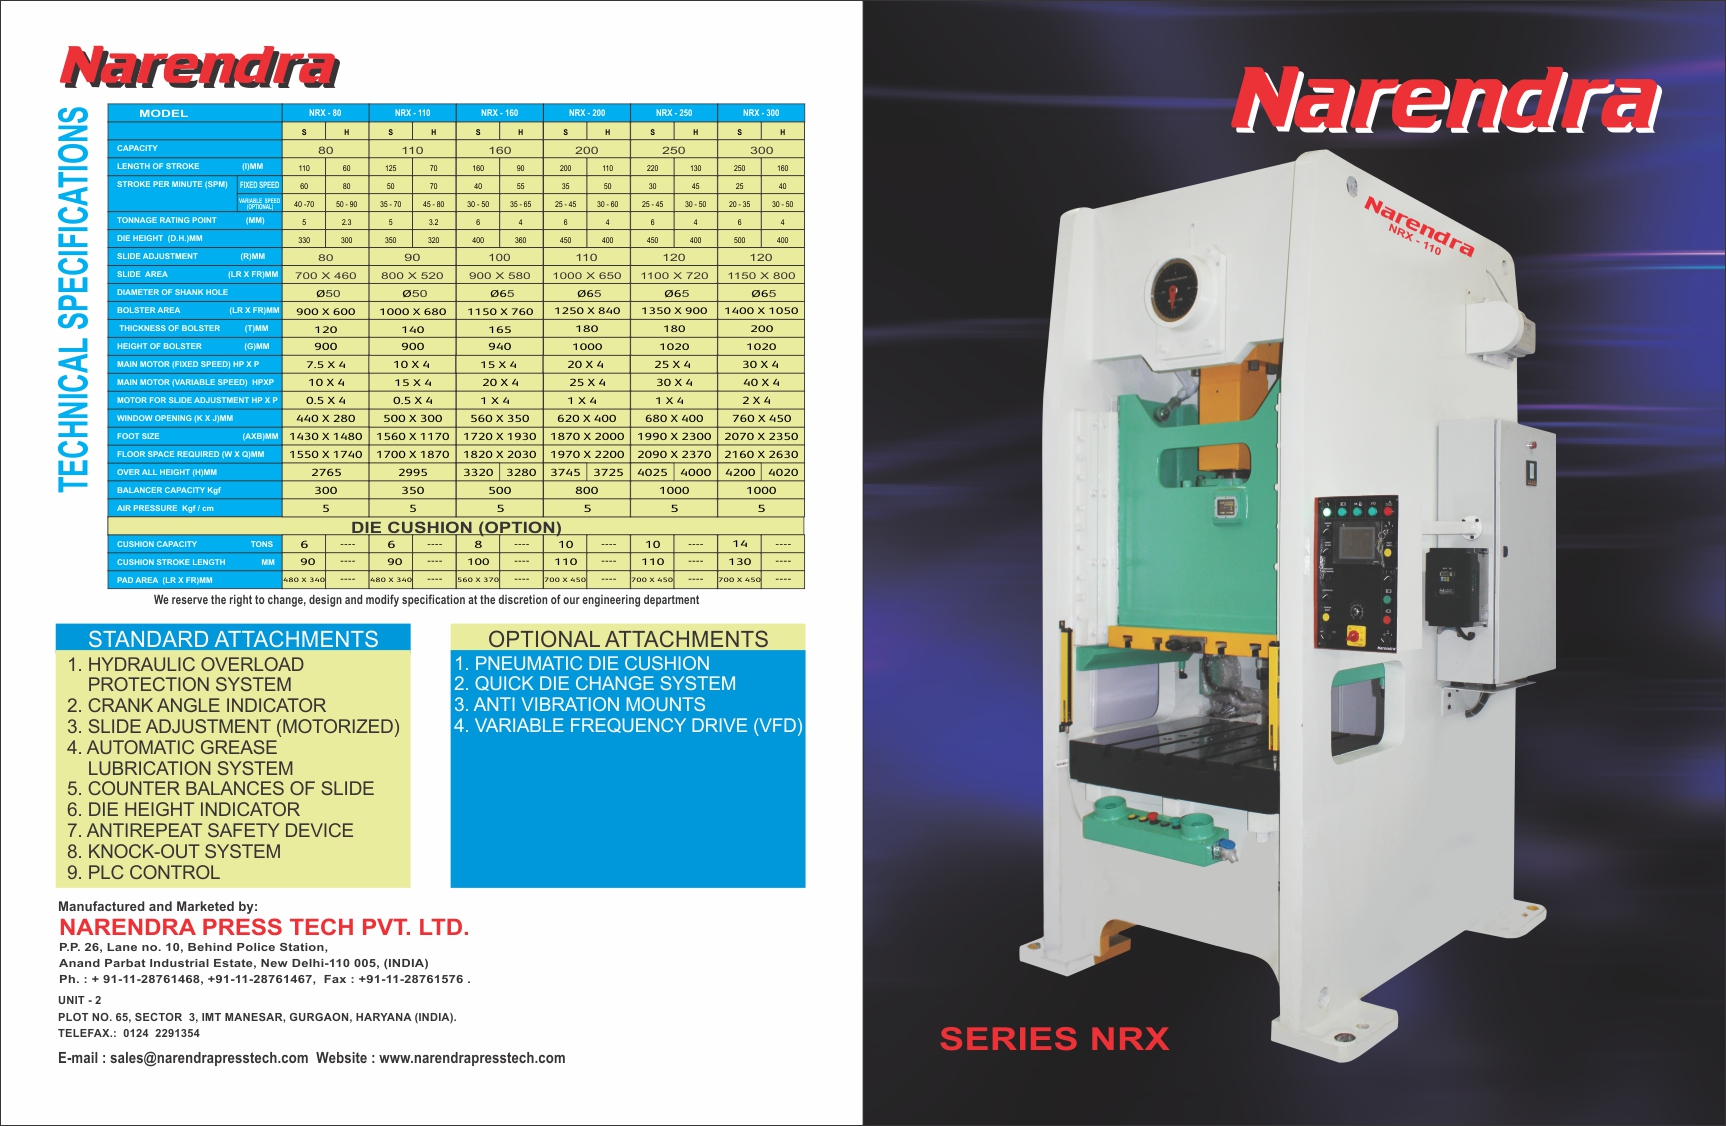 Narendra
TECHNICAL SPECIFICATIONS
MODEL NRX - 80 NRX - 110 NRX - 160 NRX - 200 NRX - 250 NRX - 300
S H S H S H S H S H S H
CAPACITY 80 110 160 200 250 300
LENGTH OF STROKE (I)MM 110 60 125 70 160 90 200 110 220 130 250 160
STROKE PER MINUTE (SPM) FIXED SPEED 60 80 50 70 40 55 35 50 30 45 25 40
VARIABLE SPEED (OPTIONAL) 40 -70 50 - 90 35 - 70 45 - 80 30 - 50 35 - 65 25 - 45 30 - 60 25 - 45 30 - 50 20 - 35 30 - 50
TONNAGE RATING POINT (MM) 5 2.3 5 3.2 6 4 6 4 6 4 6 4
DIE HEIGHT (D.H.)MM 330 300 350 320 400 360 450 400 450 400 500 400
SLIDE ADJUSTMENT (R)MM 80 90 100 110 120 120
SLIDE AREA (LR X FR)MM 700 X 460 800 X 520 900 X 580 1000 X 650 1100 X 720 1150 X 800
DIAMETER OF SHANK HOLE Ø50 Ø50 Ø65 Ø65 Ø65 Ø65
BOLSTER AREA (LR X FR)MM 900 X 600 1000 X 680 1150 X 760 1250 X 840 1350 X 900 1400 X 1050
THICKNESS OF BOLSTER (T)MM 120 140 165 180 180 200
HEIGHT OF BOLSTER (G)MM 900 900 940 1000 1020 1020
MAIN MOTOR (FIXED SPEED) HP X P 7.5 X 4 10 X 4 15 X 4 20 X 4 25 X 4 30 X 4
MAIN MOTOR (VARIABLE SPEED) HPXP 10 X 4 15 X 4 20 X 4 25 X 4 30 X 4 40 X 4
MOTOR FOR SLIDE ADJUSTMENT HP X P 0.5 X 4 0.5 X 4 1 X 4 1 X 4 1 X 4 2 X 4
WINDOW OPENING (K X J)MM 440 X 280 500 X 300 560 X 350 620 X 400 680 X 400 760 X 450
FOOT SIZE (AXB)MM 1430 X 1480 1560 X 1170 1720 X 1930 1870 X 2000 1990 X 2300 2070 X 2350
FLOOR SPACE REQUIRED (W X Q)MM 1550 X 1740 1700 X 1870 1820 X 2030 1970 X 2200 2090 X 2370 2160 X 2630
OVER ALL HEIGHT (H)MM 2765 2995 3320 3280 3745 3725 4025 4000 4200 4020
BALANCER CAPACITY Kgf 300 350 500 800 1000 1000
AIR PRESSURE Kgf / cm 5 5 5 5 5 5
DIE CUSHION (OPTION)
CUSHION CAPACITY TONS 6 ---- 6 ---- 8 ---- 10 ---- 10 ---- 14 ----
CUSHION STROKE LENGTH MM 90 ---- 90 ---- 100 ---- 110 ---- 110 ---- 130 ----
PAD AREA (LR X FR)MM 480 X 340 ---- 480 X 340 ---- 560 X 370 ---- 700 X 450 ---- 700 X 450 ---- 700 X 450 ----
We reserve the right to change, design and modify specification at the discretion of our engineering department
STANDARD ATTACHMENTS
1. HYDRAULIC OVERLOAD
PROTECTION SYSTEM
2. CRANK ANGLE INDICATOR
3. SLIDE ADJUSTMENT (MOTORIZED)
4. AUTOMATIC GREASE
LUBRICATION SYSTEM
5. COUNTER BALANCES OF SLIDE
6. DIE HEIGHT INDICATOR
7. ANTIREPEAT SAFETY DEVICE
8. KNOCK-OUT SYSTEM
9. PLC CONTROL
OPTIONAL ATTACHMENTS
1. PNEUMATIC DIE CUSHION
2. QUICK DIE CHANGE SYSTEM
3. ANTI VIBRATION MOUNTS
4. VARIABLE FREQUENCY DRIVE (VFD)
Manufactured and Marketed by:
NARENDRA PRESS TECH PVT. LTD.
P.P. 26, Lane no. 10, Behind Police Station,
Anand Parbat Industrial Estate, New Delhi-110 005, (INDIA)
Ph. : + 91-11-28761468, +91-11-28761467, Fax : +91-11-28761576 .
UNIT - 2
PLOT NO. 65, SECTOR 3, IMT MANESAR, GURGAON, HARYANA (INDIA).
TELEFAX.: 0124 2291354
E-mail : sales@narendrapresstech.com Website : www.narendrapresstech.com
Narendra
Narendra
NRX - 110
Narendra
SERIES NRX